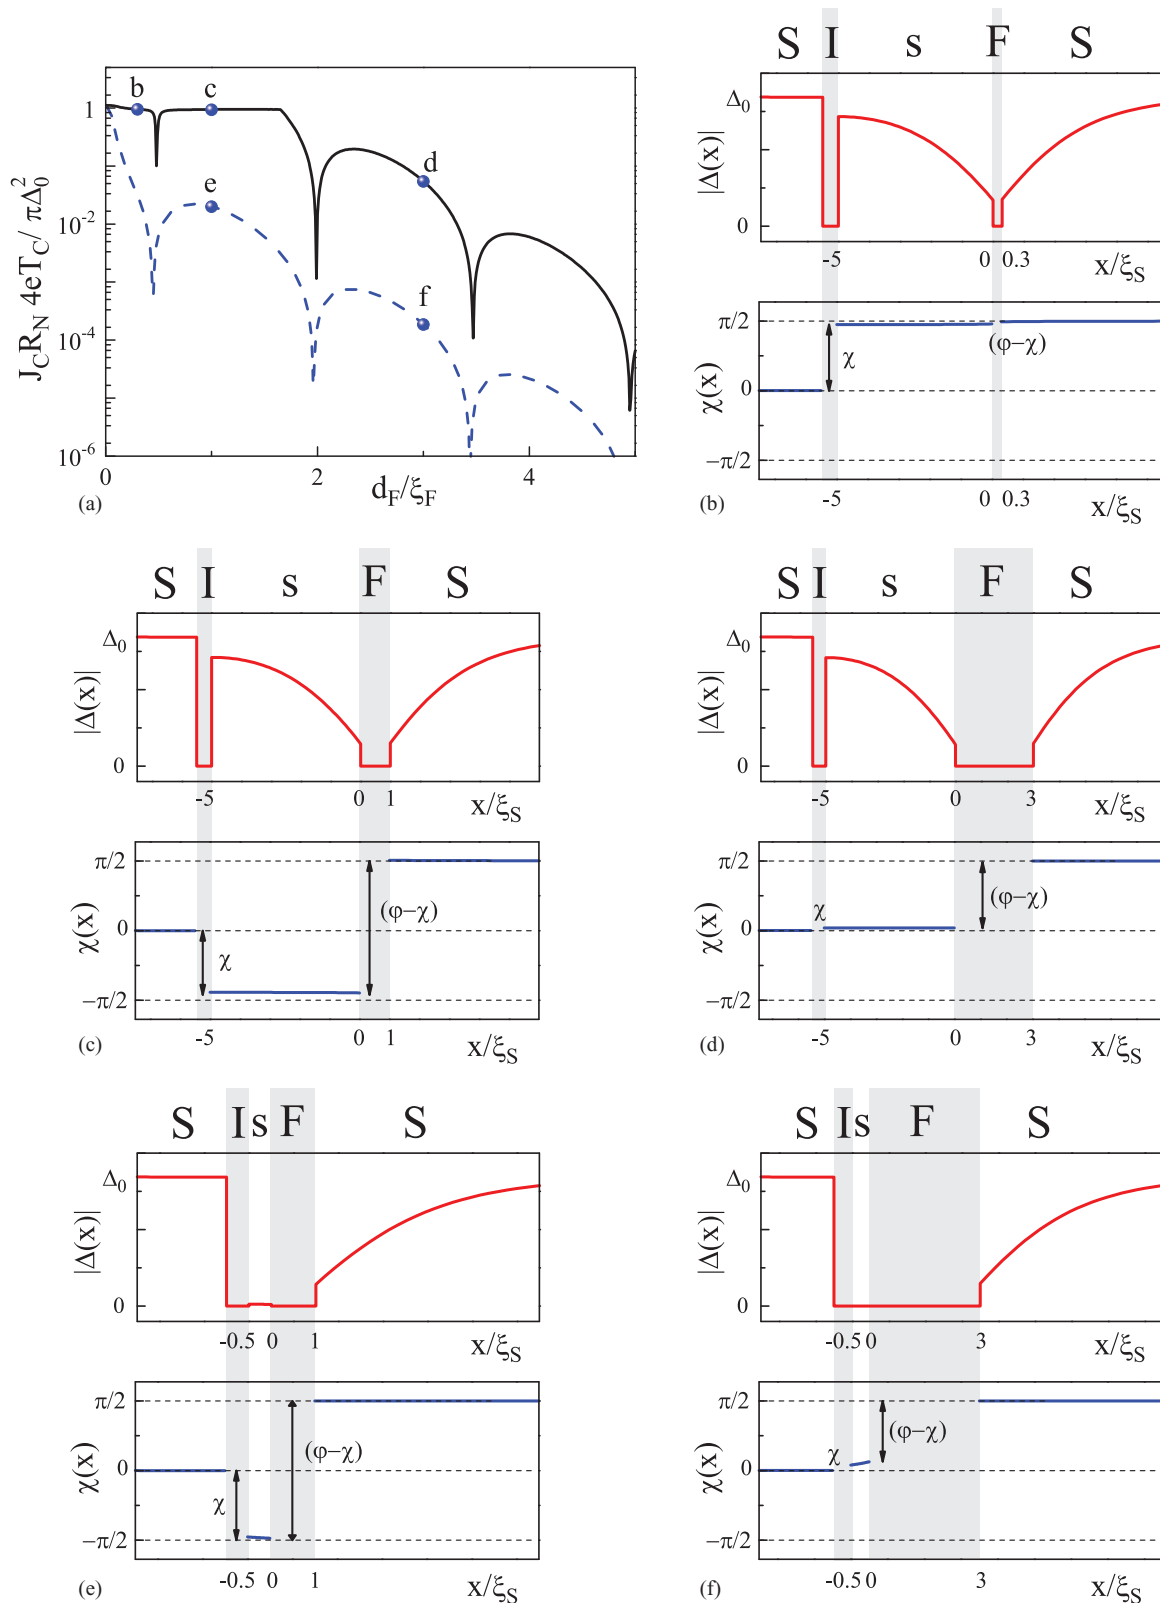 J_C R_N 4eT_C / πΔ_0^2
1
10^-2
10^-4
10^-6
b
c
d
e
f
0
2
4
d_F/ξ_F
(a)
S I s F S
Δ_0
0
|Δ(x)|
-5
0
0.3
x/ξ_S
π/2
0
−π/2
χ(x)
χ
(φ−χ)
-5
0
0.3
x/ξ_S
(b)
S I s F S
Δ_0
0
|Δ(x)|
-5
0
1
x/ξ_S
π/2
0
−π/2
χ(x)
χ
(φ−χ)
-5
0
1
x/ξ_S
(c)
S I s F S
Δ_0
0
|Δ(x)|
-5
0
3
x/ξ_S
π/2
0
−π/2
χ(x)
χ
(φ−χ)
-5
0
3
x/ξ_S
(d)
S I s F S
Δ_0
0
|Δ(x)|
-0.5
0
1
x/ξ_S
π/2
0
−π/2
χ(x)
χ
(φ−χ)
-0.5
0
1
x/ξ_S
(e)
S I s F S
Δ_0
0
|Δ(x)|
-0.5
0
3
x/ξ_S
π/2
0
−π/2
χ(x)
χ
(φ−χ)
-0.5
0
3
x/ξ_S
(f)